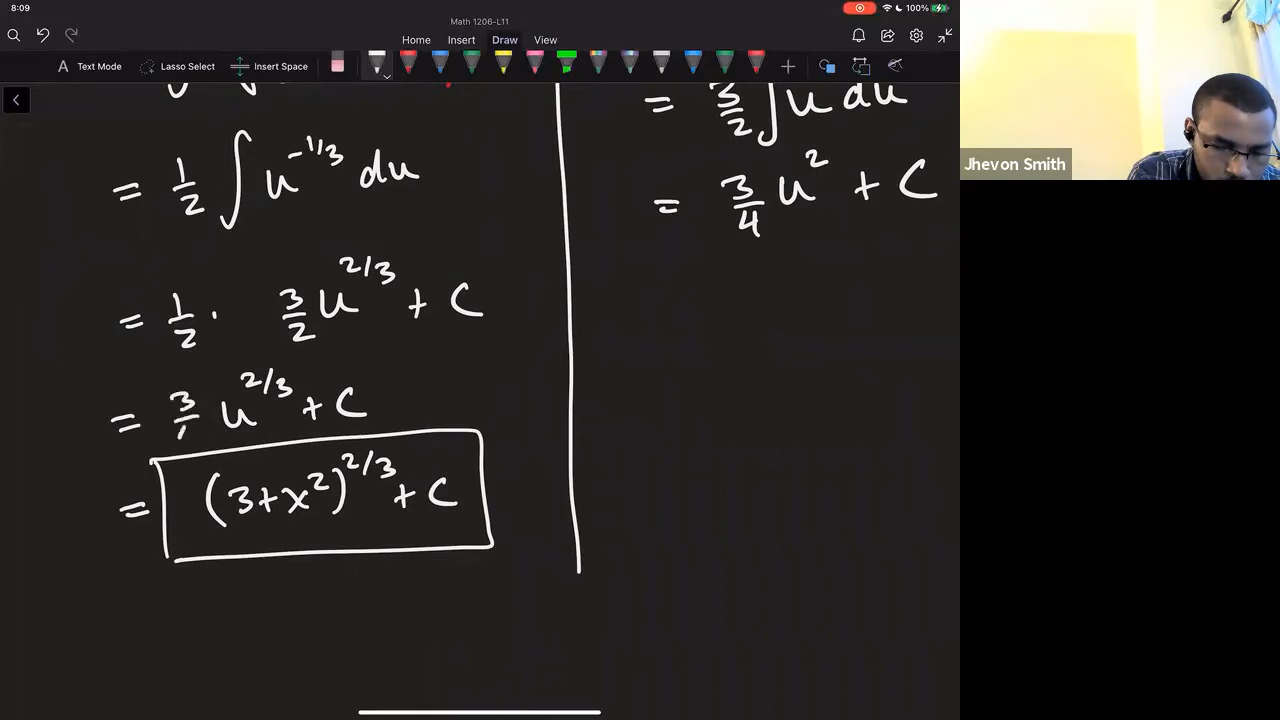 8:09
100%
Math 1206-L11
Home Insert Draw View
Text Mode Lasso Select Insert Space
= 1/2 ∫ u^(-1/3) du
= 1/2 · 3/2 u^(2/3) + C
= 3/ u^(2/3) + C
= (3+x²)^(2/3) + C
= 3/2 ∫ u du
= 3/4 u² + C
Jhevon Smith